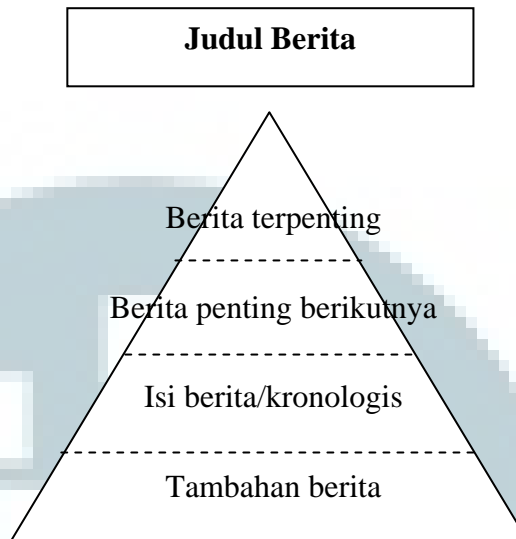 Judul Berita
Berita terpenting
Berita penting berikutnya
Isi berita/kronologis
Tambahan berita